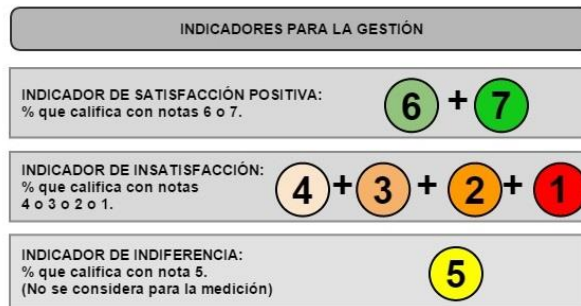 INDICADORES PARA LA GESTIÓN
INDICADOR DE SATISFACCIÓN POSITIVA:
% que califica con notas 6 o 7.
6 + 7
INDICADOR DE INSATISFACCIÓN:
% que califica con notas
4 o 3 o 2 o 1.
4 + 3 + 2 + 1
INDICADOR DE INDIFERENCIA:
% que califica con nota 5.
(No se considera para la medición)
5